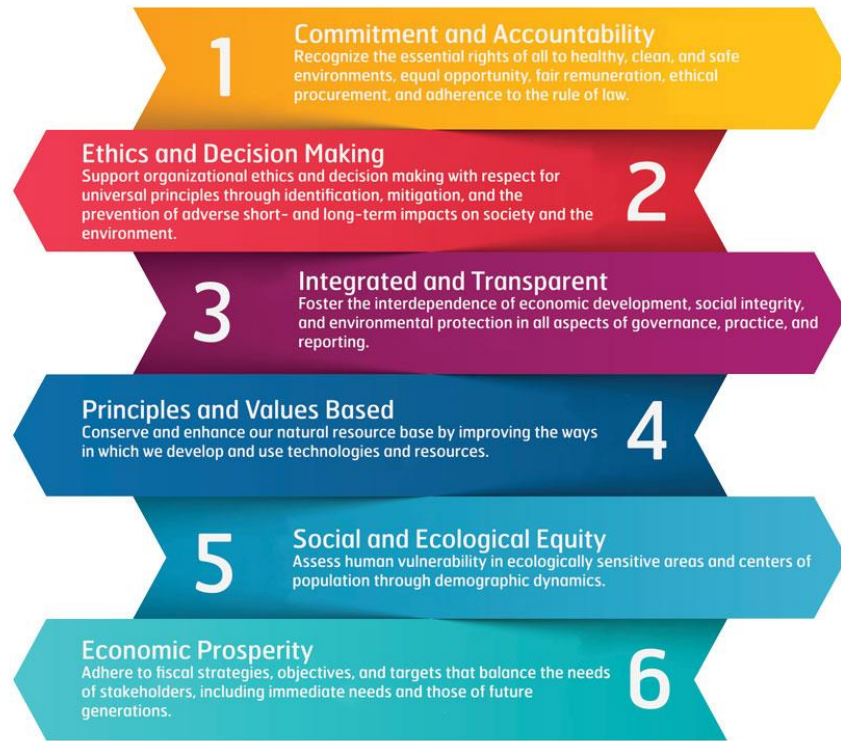 1
Commitment and Accountability
Recognize the essential rights of all to healthy, clean, and safe
environments, equal opportunity, fair remuneration, ethical
procurement, and adherence to the rule of law.
Ethics and Decision Making
Support organizational ethics and decision making with respect for
universal principles through identification, mitigation, and the
prevention of adverse short- and long-term impacts on society and the
environment.
2
3
Integrated and Transparent
Foster the interdependence of economic development, social integrity,
and environmental protection in all aspects of governance, practice, and
reporting.
Principles and Values Based
Conserve and enhance our natural resource base by improving the ways
in which we develop and use technologies and resources.
4
5
Social and Ecological Equity
Assess human vulnerability in ecologically sensitive areas and centers of
population through demographic dynamics.
Economic Prosperity
Adhere to fiscal strategies, objectives, and targets that balance the needs
of stakeholders, including immediate needs and those of future
generations.
6